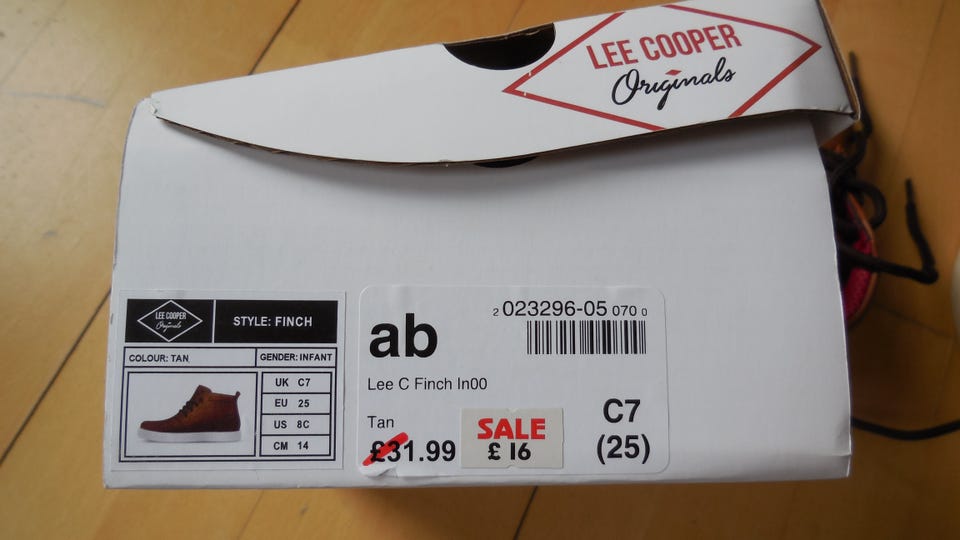 LEE COOPER
Originals
LEE COOPER
Originals
STYLE: FINCH
COLOUR: TAN
GENDER: INFANT
UK C7
EU 25
US 8C
CM 14
ab
2 023296-05 070 0
Lee C Finch In00
Tan
£31.99
SALE
£ 16
C7
(25)